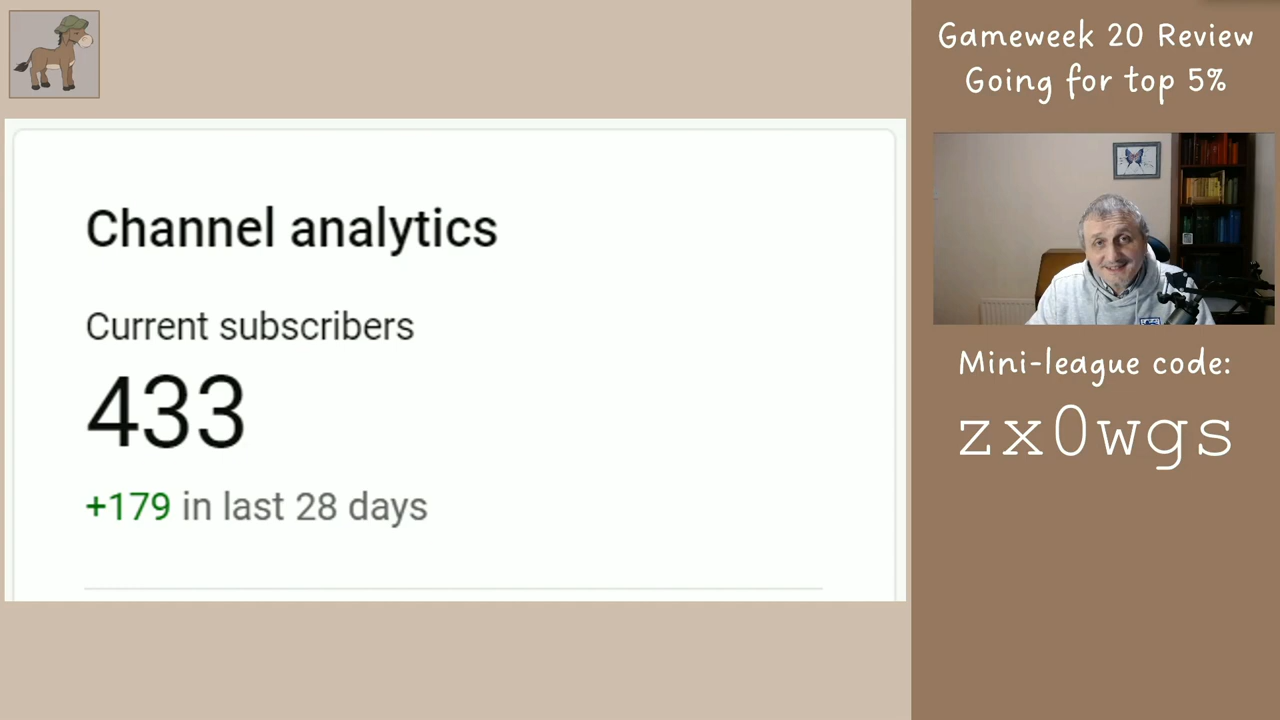 Gameweek 20 Review
Going for top 5%
Channel analytics
Current subscribers
433
+179 in last 28 days
Mini-league code:
zx0wgs